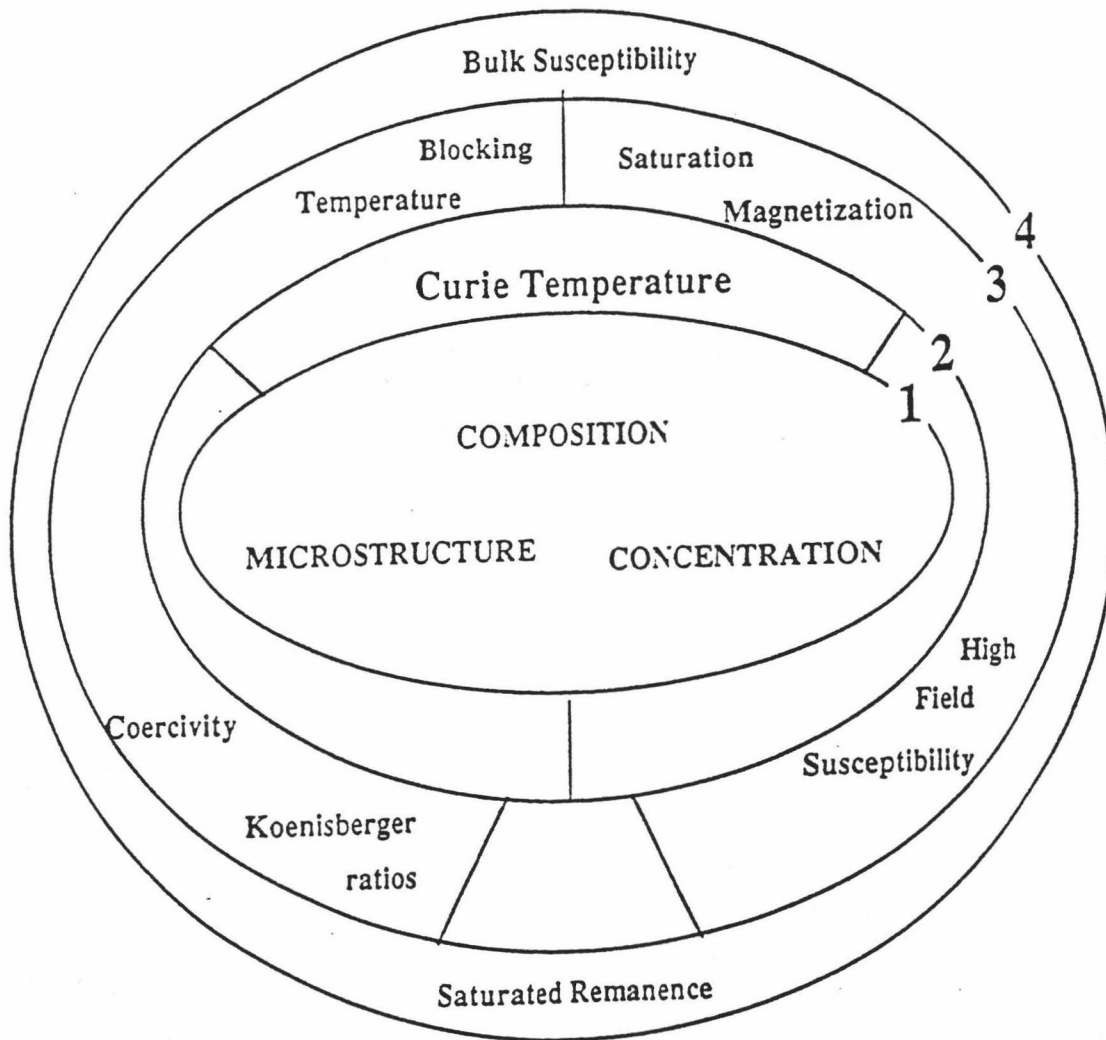 Bulk Susceptibility
Blocking
Temperature
Saturation
Magnetization
4
3
Curie Temperature
2
1
COMPOSITION
MICROSTRUCTURE
CONCENTRATION
High
Field
Susceptibility
Coercivity
Koenisberger
ratios
Saturated Remanence